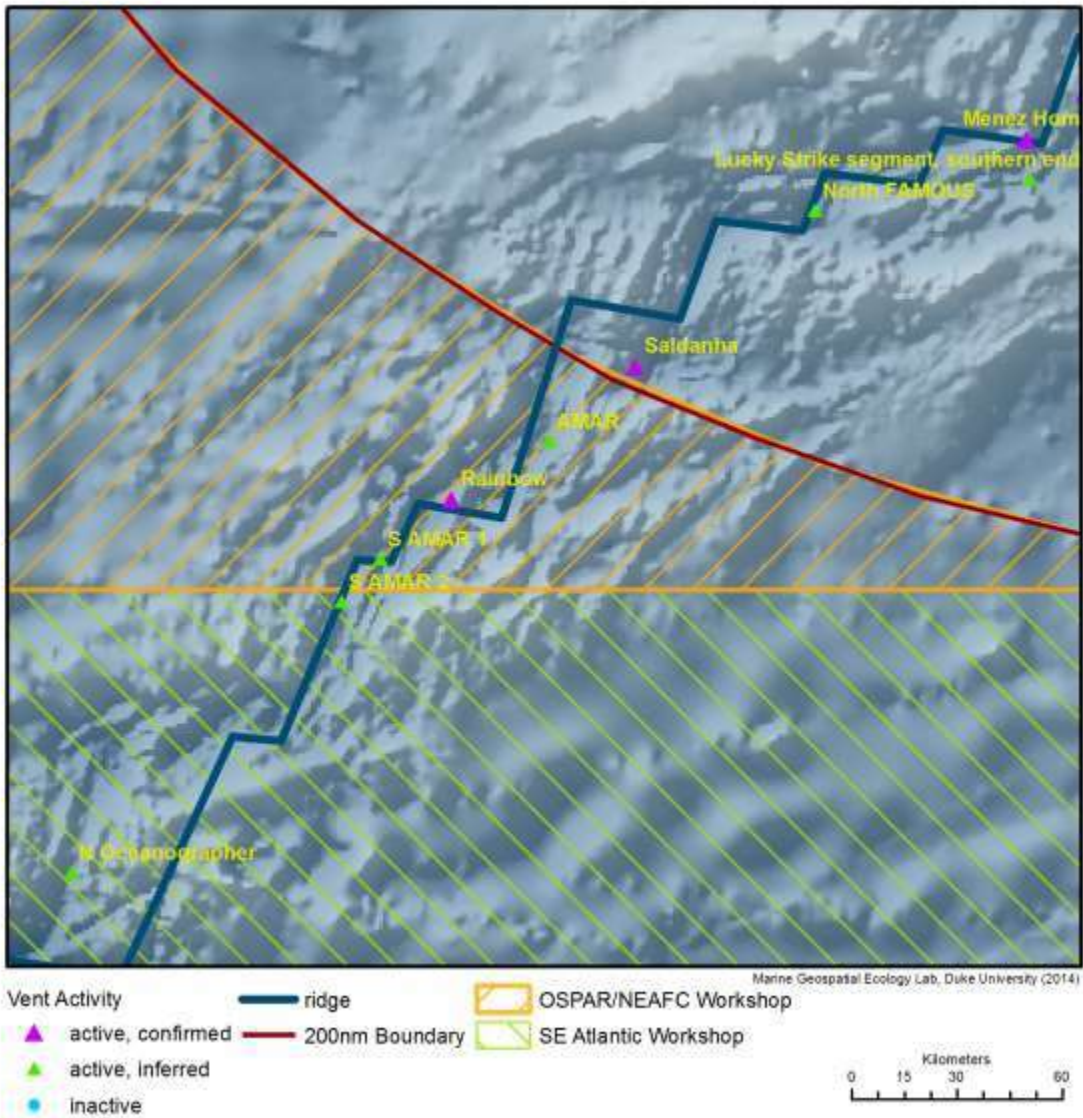 Menez Hom
Lucky Strike segment, southern end
North FAMOUS
Saldanha
AMAR
Rainbow
S AMAR 1
S AMAR 2
N Oceanographer
Marine Geospatial Ecology Lab, Duke University (2014)
Vent Activity
active, confirmed
active, inferred
inactive
ridge
200nm Boundary
OSPAR/NEAFC Workshop
SE Atlantic Workshop
Kilometers
0 15 30 60